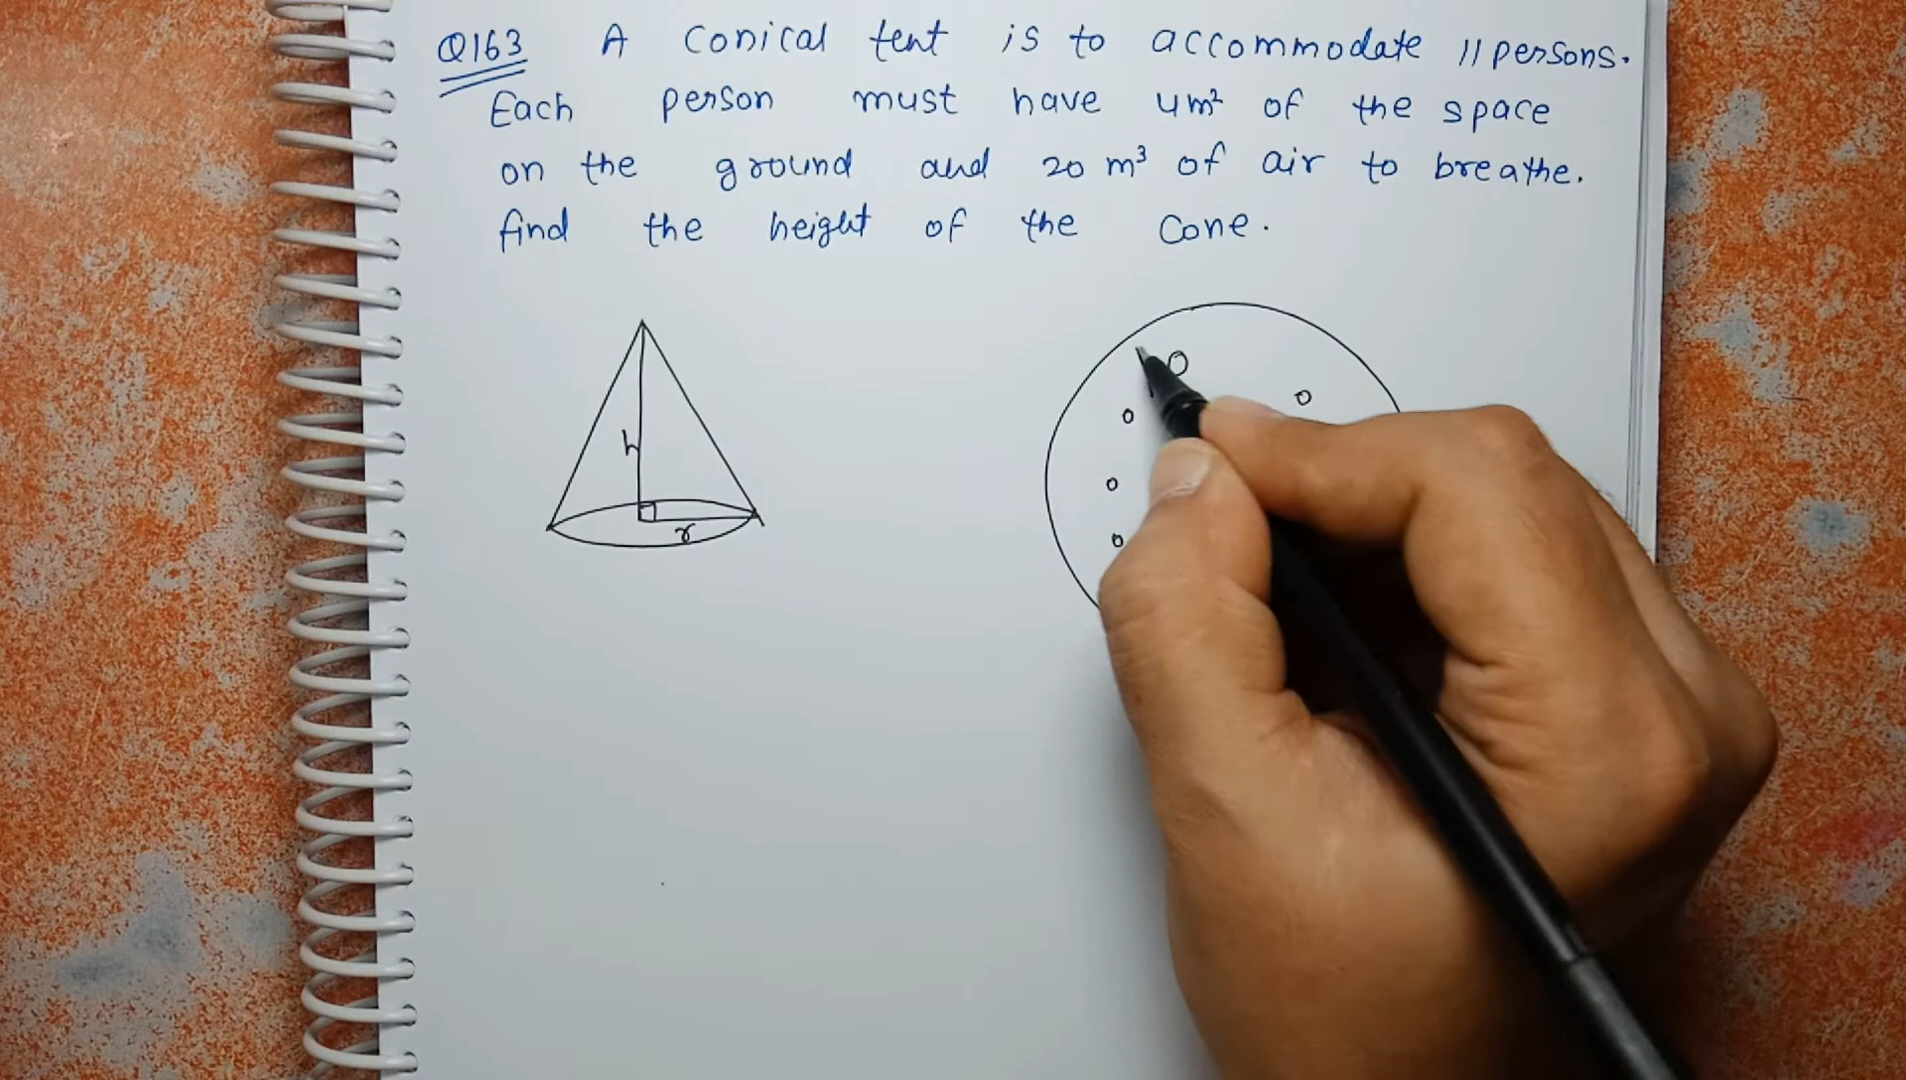 Q163 A conical tent is to accommodate 11 persons.
Each person must have 4m² of the space
on the ground and 20 m³ of air to breathe.
find the height of the cone.
h
r